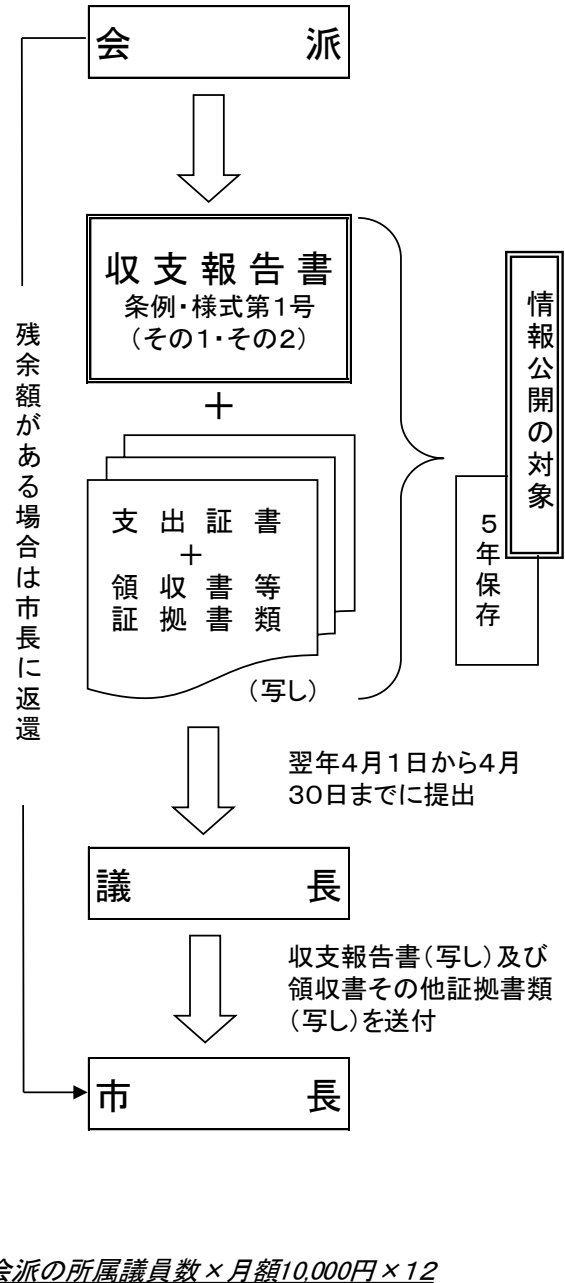 会派
収支報告書
条例・様式第1号
（その1・その2）
＋
支出証書
＋
領収書等
証拠書類
（写し）
情報公開の対象
5年保存
残余額がある場合は市長に返還
翌年4月1日から4月
30日までに提出
議長
収支報告書（写し）及び
領収書その他証拠書類
（写し）を送付
市長
会派の所属議員数×月額10,000円×12